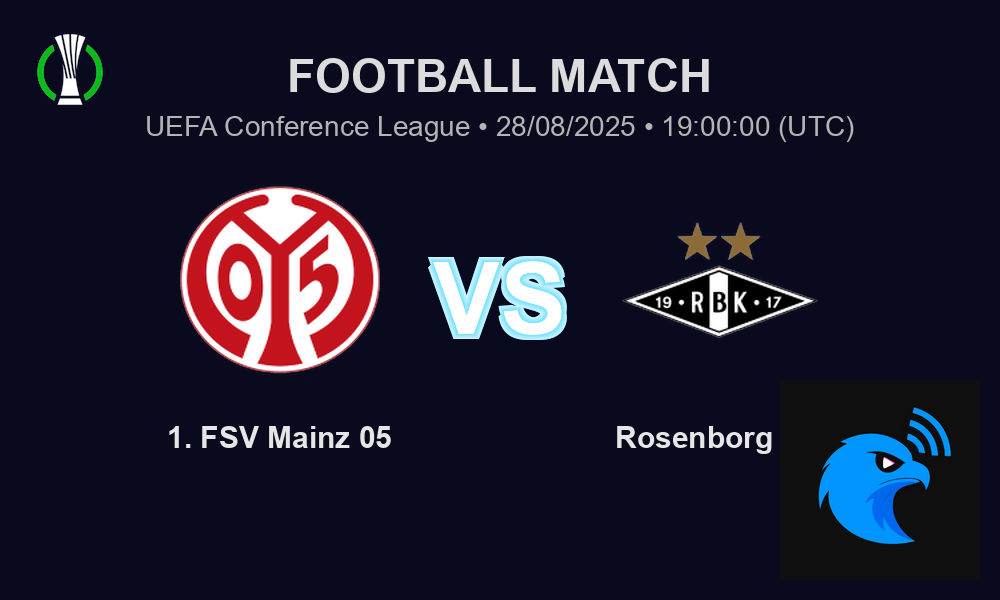 FOOTBALL MATCH
UEFA Conference League • 28/08/2025 • 19:00:00 (UTC)
05
VS
19 • RBK • 17
1. FSV Mainz 05
Rosenborg